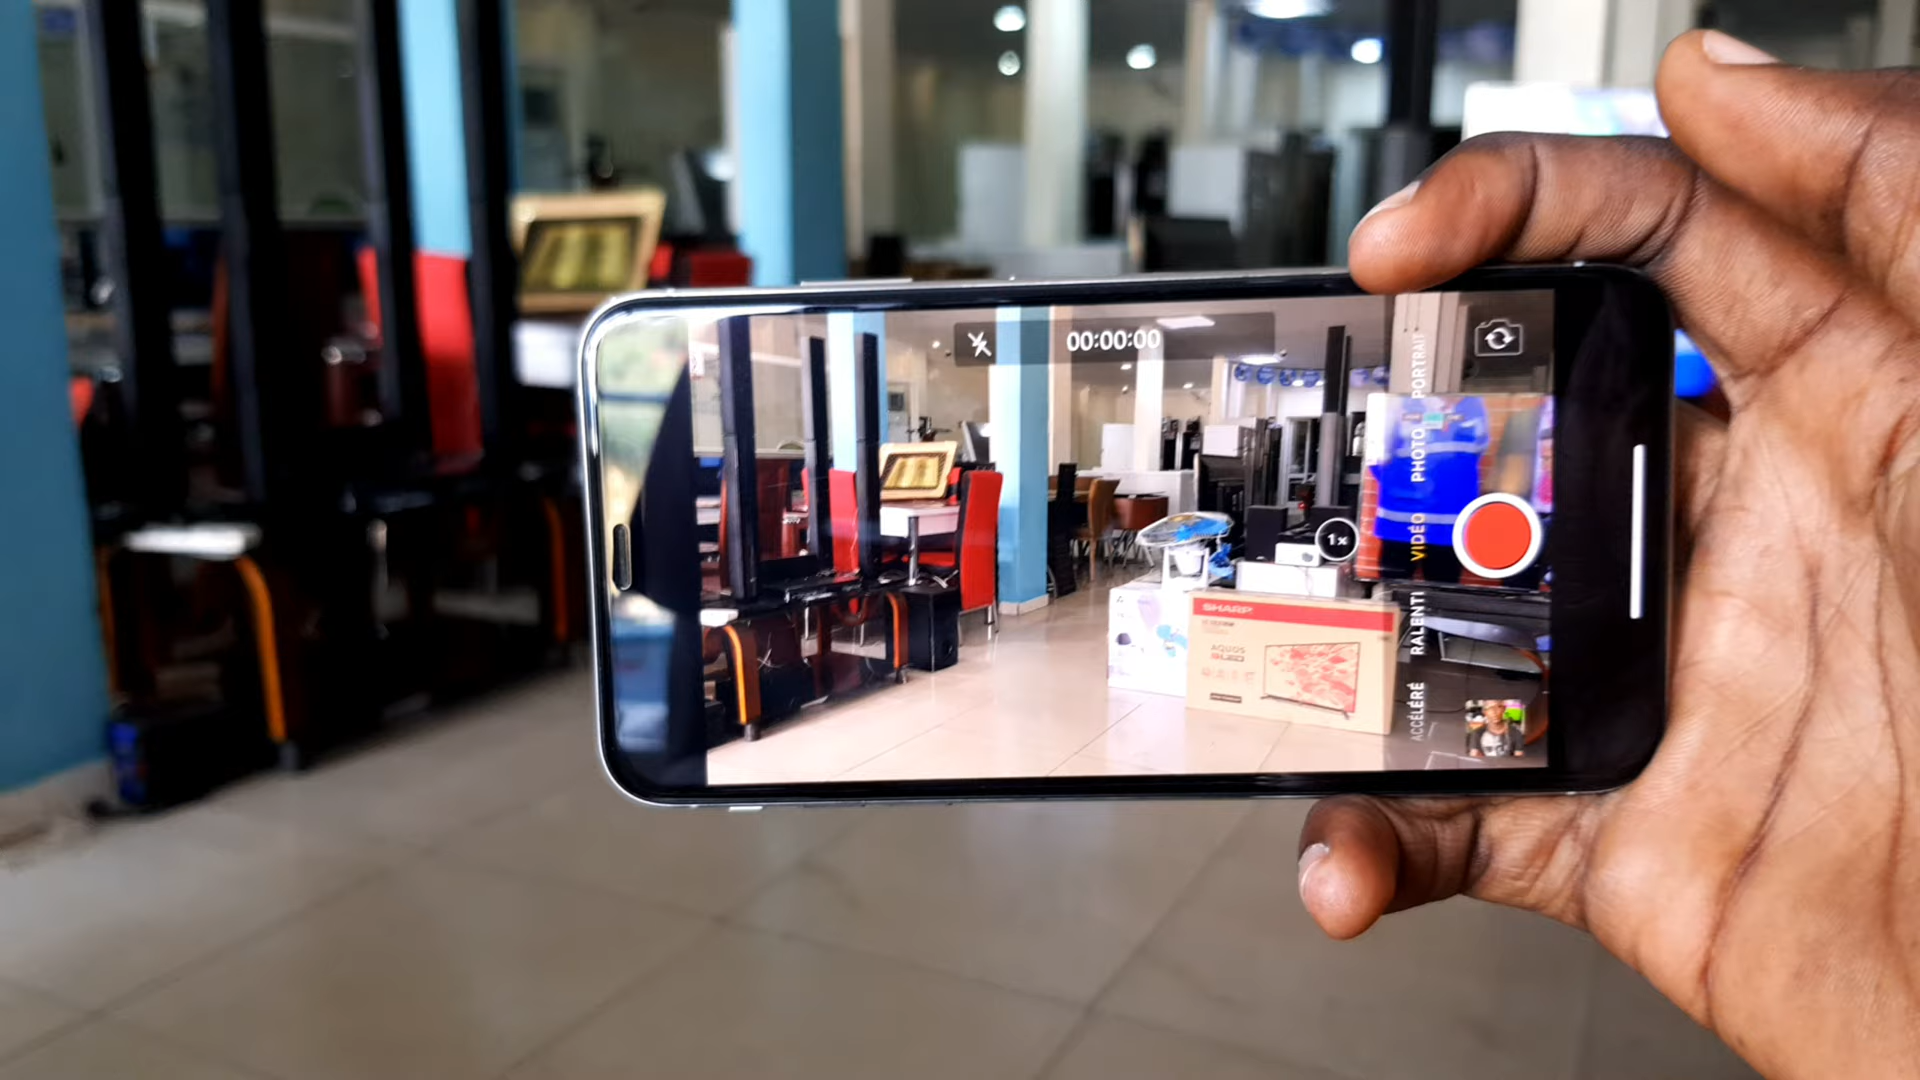 00:00:00
1x
PORTRAIT
PHOTO
VIDÉO
RALENTI
ACCÉLÉRÉ
SHARP
AQUOS